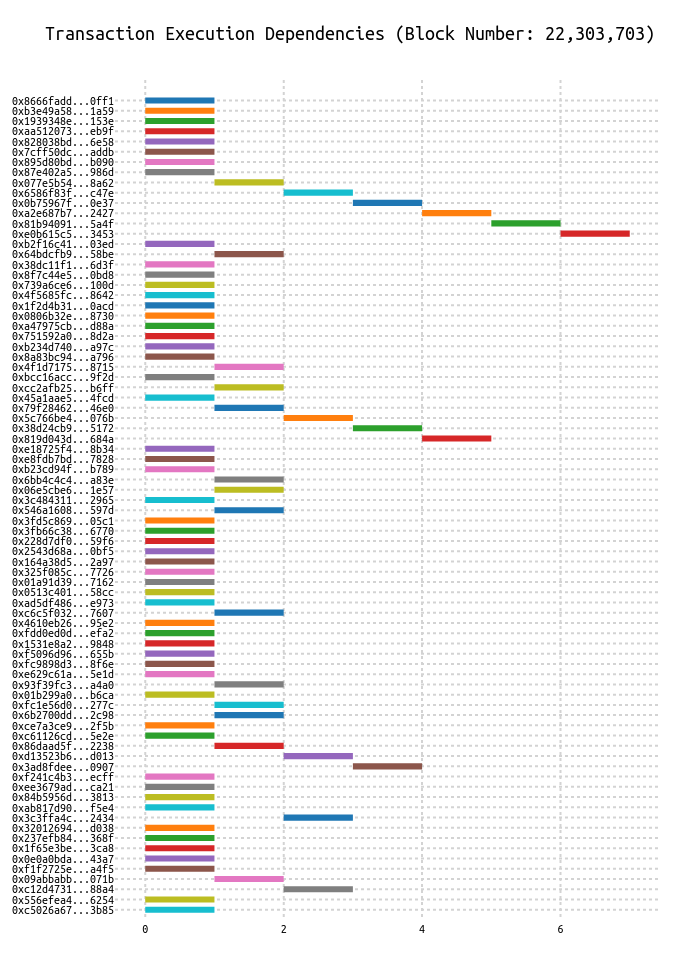 Transaction Execution Dependencies (Block Number: 22,303,703)
0x8666fadd...0ff1
0xb3e49a58...1a59
0x1939348e...153e
0xaa512073...eb9f
0x828038bd...6e58
0x7cff50dc...addb
0x895d80bd...b090
0x87e402a5...986d
0x077e5b54...8a62
0x6586f83f...c47e
0x0b75967f...0e37
0xa2e687b7...2427
0x81b94091...5a4f
0xe0b615c5...3453
0xb2f16c41...03ed
0x64bdcfb9...58be
0x38dc11f1...6d3f
0x8f7c44e5...0bd8
0x739a6ce6...100d
0x4f5685fc...8642
0x1f2d4b31...0acd
0x0806b32e...8730
0xa47975cb...d88a
0x751592a0...8d2a
0xb234d740...a97c
0x8a83bc94...a796
0x4f1d7175...8715
0xbcc16acc...9f2d
0xcc2afb25...b6ff
0x45a1aae5...4fcd
0x79f28462...46e0
0x5c766be4...076b
0x38d24cb9...5172
0x819d043d...684a
0xe18725f4...8b34
0xe8fdb7bd...7828
0xb23cd94f...b789
0x6bb4c4c4...a83e
0x06e5cbe6...1e57
0x3c484311...2965
0x546a1608...597d
0x3fd5c869...05c1
0x3fb66c38...6770
0x228d7df0...59f6
0x2543d68a...0bf5
0x164a38d5...2a97
0x325f085c...7726
0x01a91d39...7162
0x0513c401...58cc
0xad5df486...e973
0xc6c5f032...7607
0x4610eb26...95e2
0xfdd0ed0d...efa2
0x1531e8a2...9848
0xf5096d96...655b
0xfc9898d3...8f6e
0xe629c61a...5e1d
0x93f39fc3...a4a0
0x01b299a0...b6ca
0xfc1e56d0...277c
0x6b2700dd...2c98
0xce7a3ce9...2f5b
0xc61126cd...5e2e
0x86daad5f...2238
0xd13523b6...d013
0x3ad8fdee...0907
0xf241c4b3...ecff
0xee3679ad...ca21
0x84b5956d...3813
0xab817d90...f5e4
0x3c3ffa4c...2434
0x32012694...d038
0x237efb84...368f
0x1f65e3be...3ca8
0x0e0a0bda...43a7
0xf1f2725e...a4f5
0x09abbabb...071b
0xc12d4731...88a4
0x556efea4...6254
0xc5026a67...3b85
0 2 4 6